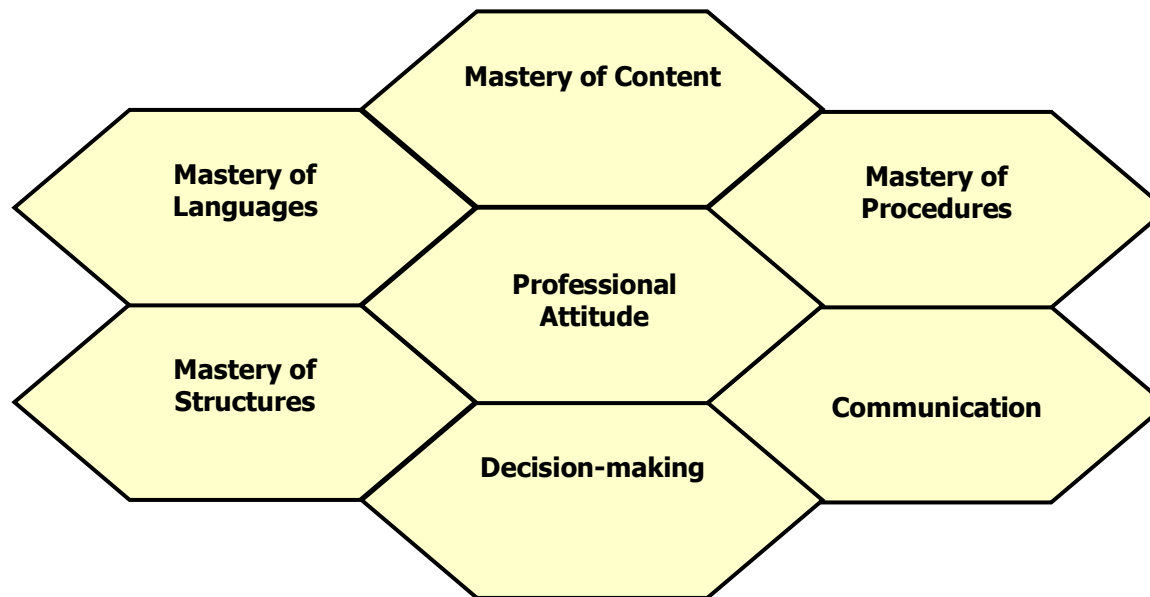 Mastery of Content
Mastery of
Languages
Mastery of
Procedures
Professional
Attitude
Mastery of
Structures
Communication
Decision-making